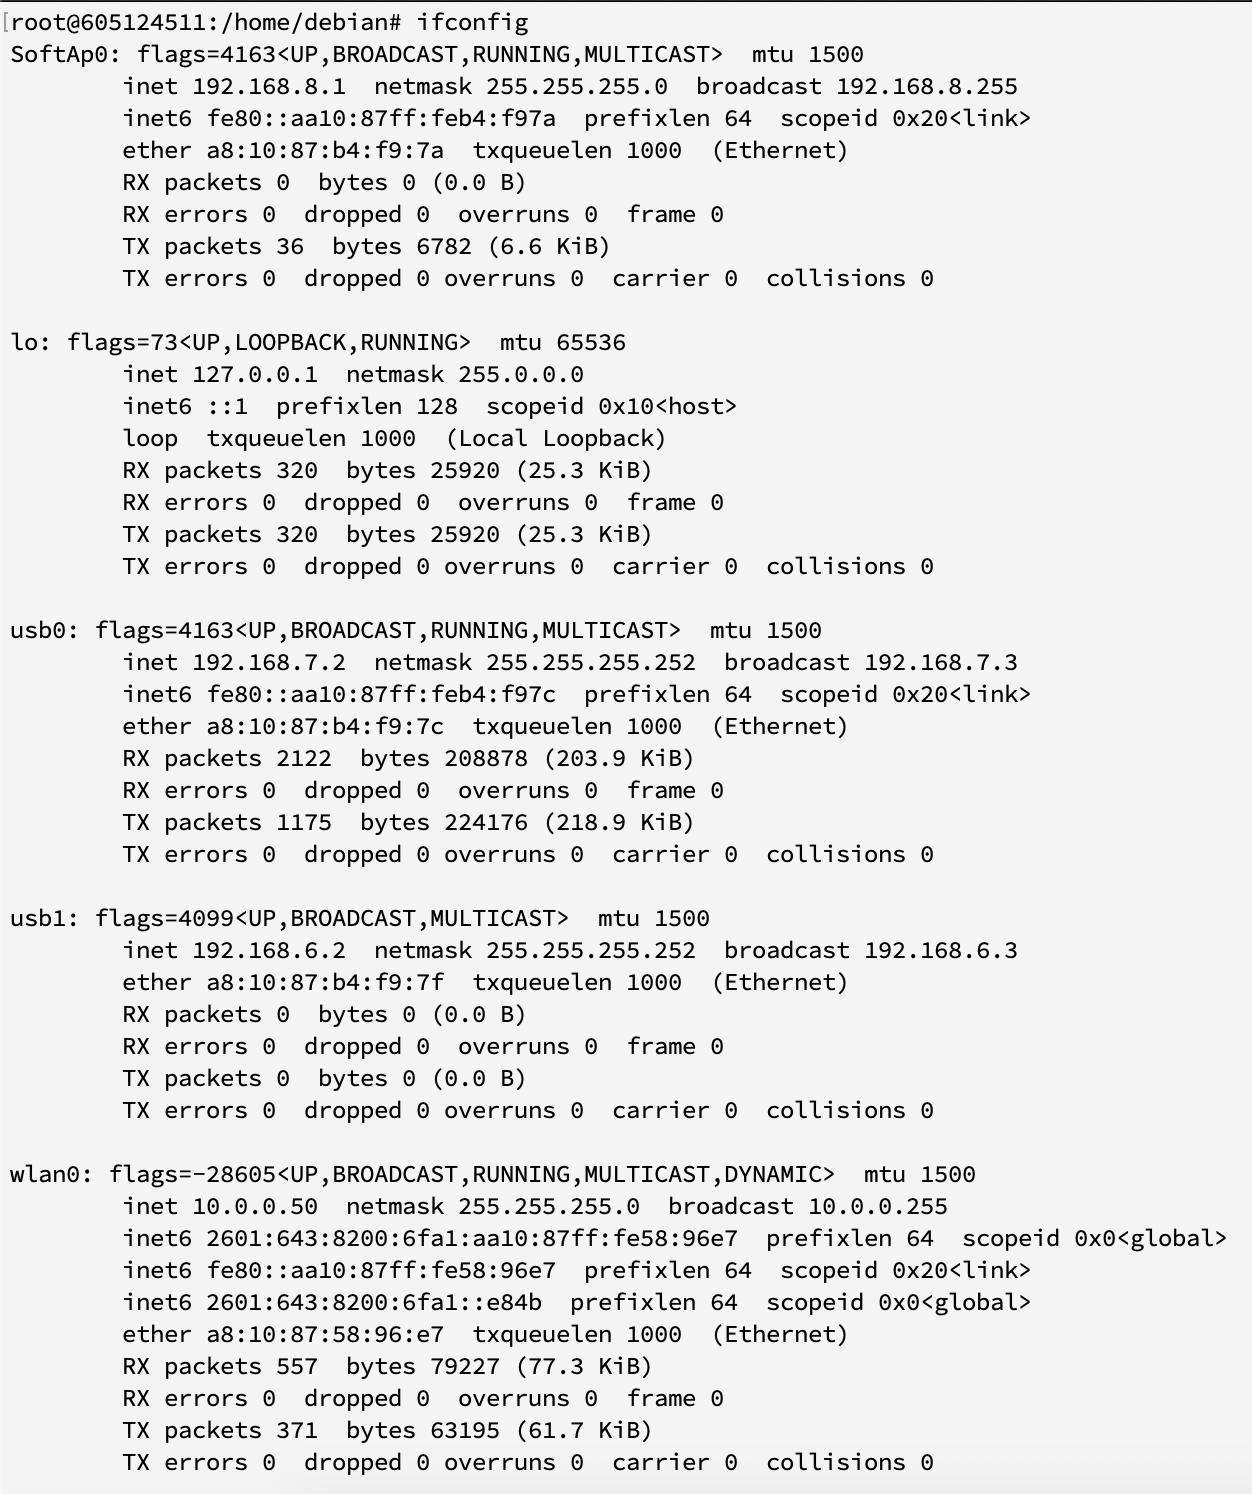 [root@605124511:/home/debian# ifconfig
SoftAp0: flags=4163<UP,BROADCAST,RUNNING,MULTICAST>  mtu 1500
        inet 192.168.8.1  netmask 255.255.255.0  broadcast 192.168.8.255
        inet6 fe80::aa10:87ff:feb4:f97a  prefixlen 64  scopeid 0x20<link>
        ether a8:10:87:b4:f9:7a  txqueuelen 1000  (Ethernet)
        RX packets 0  bytes 0 (0.0 B)
        RX errors 0  dropped 0  overruns 0  frame 0
        TX packets 36  bytes 6782 (6.6 KiB)
        TX errors 0  dropped 0 overruns 0  carrier 0  collisions 0

lo: flags=73<UP,LOOPBACK,RUNNING>  mtu 65536
        inet 127.0.0.1  netmask 255.0.0.0
        inet6 ::1  prefixlen 128  scopeid 0x10<host>
        loop  txqueuelen 1000  (Local Loopback)
        RX packets 320  bytes 25920 (25.3 KiB)
        RX errors 0  dropped 0  overruns 0  frame 0
        TX packets 320  bytes 25920 (25.3 KiB)
        TX errors 0  dropped 0 overruns 0  carrier 0  collisions 0

usb0: flags=4163<UP,BROADCAST,RUNNING,MULTICAST>  mtu 1500
        inet 192.168.7.2  netmask 255.255.255.252  broadcast 192.168.7.3
        inet6 fe80::aa10:87ff:feb4:f97c  prefixlen 64  scopeid 0x20<link>
        ether a8:10:87:b4:f9:7c  txqueuelen 1000  (Ethernet)
        RX packets 2122  bytes 208878 (203.9 KiB)
        RX errors 0  dropped 0  overruns 0  frame 0
        TX packets 1175  bytes 224176 (218.9 KiB)
        TX errors 0  dropped 0 overruns 0  carrier 0  collisions 0

usb1: flags=4099<UP,BROADCAST,MULTICAST>  mtu 1500
        inet 192.168.6.2  netmask 255.255.255.252  broadcast 192.168.6.3
        ether a8:10:87:b4:f9:7f  txqueuelen 1000  (Ethernet)
        RX packets 0  bytes 0 (0.0 B)
        RX errors 0  dropped 0  overruns 0  frame 0
        TX packets 0  bytes 0 (0.0 B)
        TX errors 0  dropped 0 overruns 0  carrier 0  collisions 0

wlan0: flags=-28605<UP,BROADCAST,RUNNING,MULTICAST,DYNAMIC>  mtu 1500
        inet 10.0.0.50  netmask 255.255.255.0  broadcast 10.0.0.255
        inet6 2601:643:8200:6fa1:aa10:87ff:fe58:96e7  prefixlen 64  scopeid 0x0<global>
        inet6 fe80::aa10:87ff:fe58:96e7  prefixlen 64  scopeid 0x20<link>
        inet6 2601:643:8200:6fa1::e84b  prefixlen 64  scopeid 0x0<global>
        ether a8:10:87:58:96:e7  txqueuelen 1000  (Ethernet)
        RX packets 557  bytes 79227 (77.3 KiB)
        RX errors 0  dropped 0  overruns 0  frame 0
        TX packets 371  bytes 63195 (61.7 KiB)
        TX errors 0  dropped 0 overruns 0  carrier 0  collisions 0